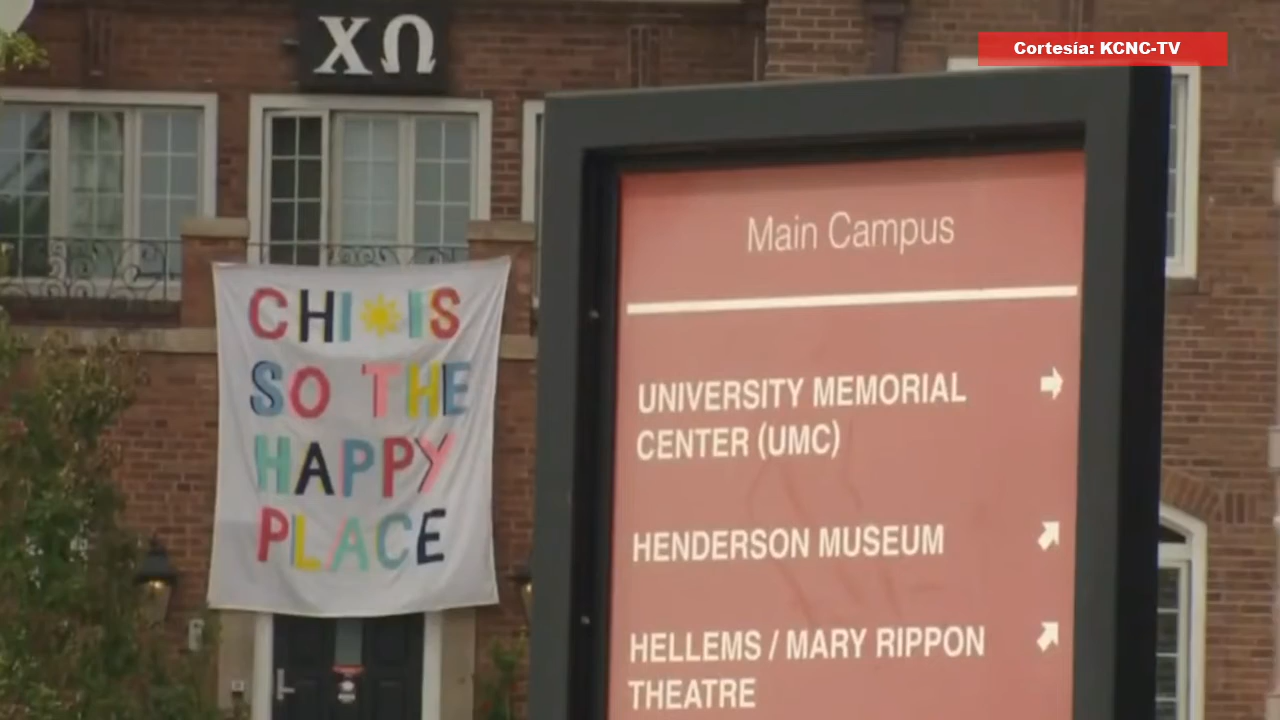 ΧΩ
Cortesía: KCNC-TV
CHI IS
SO THE
HAPPY
PLACE
Main Campus
UNIVERSITY MEMORIAL
CENTER (UMC)
HENDERSON MUSEUM
HELLEMS / MARY RIPPON
THEATRE